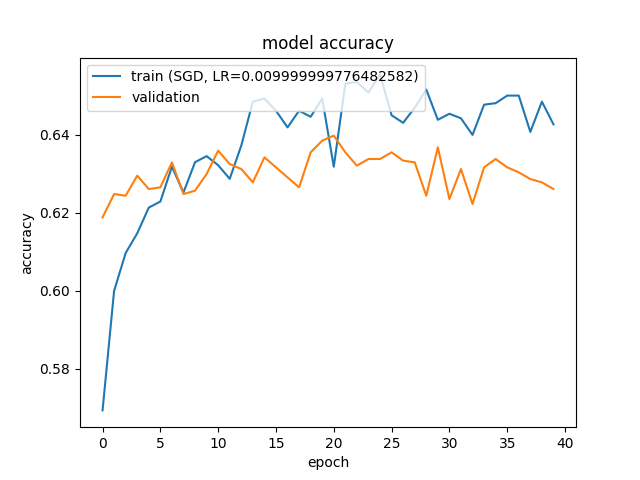 model accuracy
train (SGD, LR=0.009999999776482582)
validation
accuracy
0.64
0.62
0.60
0.58
0 5 10 15 20 25 30 35 40
epoch